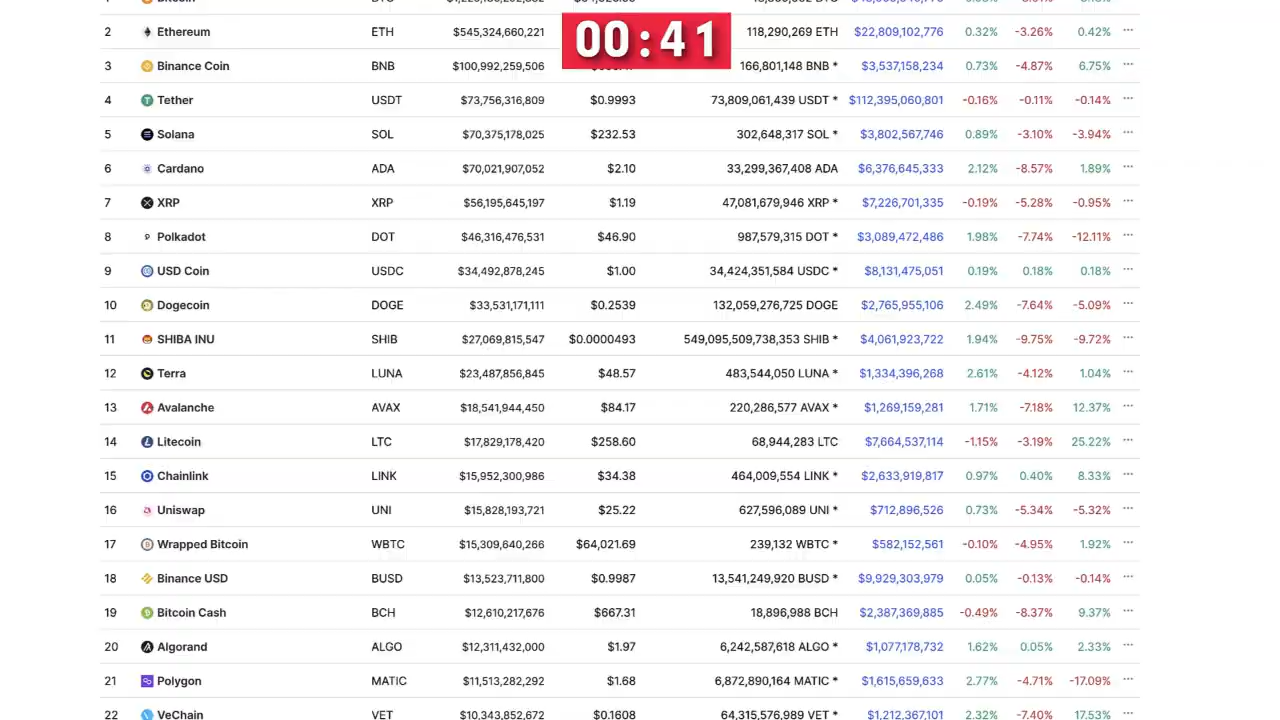 00:41
2 Ethereum ETH $545,324,660,221 118,290,269 ETH $22,809,102,776 0.32% -3.26% 0.42% ...
3 Binance Coin BNB $100,992,259,506 166,801,148 BNB * $3,537,158,234 0.73% -4.87% 6.75% ...
4 Tether USDT $73,756,316,809 $0.9993 73,809,061,439 USDT * $112,395,060,801 -0.16% -0.11% -0.14% ...
5 Solana SOL $70,375,178,025 $232.53 302,648,317 SOL * $3,802,567,746 0.89% -3.10% -3.94% ...
6 Cardano ADA $70,021,907,052 $2.10 33,299,367,408 ADA $6,376,645,333 2.12% -8.57% 1.89% ...
7 XRP XRP $56,195,645,197 $1.19 47,081,679,946 XRP * $7,226,701,335 -0.19% -5.28% -0.95% ...
8 Polkadot DOT $46,316,476,531 $46.90 987,579,315 DOT * $3,089,472,486 1.98% -7.74% -12.11% ...
9 USD Coin USDC $34,492,878,245 $1.00 34,424,351,584 USDC * $8,131,475,051 0.19% 0.18% 0.18% ...
10 Dogecoin DOGE $33,531,171,111 $0.2539 132,059,276,725 DOGE $2,765,955,106 2.49% -7.64% -5.09% ...
11 SHIBA INU SHIB $27,069,815,547 $0.0000493 549,095,509,738,353 SHIB * $4,061,923,722 1.94% -9.75% -9.72% ...
12 Terra LUNA $23,487,856,845 $48.57 483,544,050 LUNA * $1,334,396,268 2.61% -4.12% 1.04% ...
13 Avalanche AVAX $18,541,944,450 $84.17 220,286,577 AVAX * $1,269,159,281 1.71% -7.18% 12.37% ...
14 Litecoin LTC $17,829,178,420 $258.60 68,944,283 LTC $7,664,537,114 -1.15% -3.19% 25.22% ...
15 Chainlink LINK $15,952,300,986 $34.38 464,009,554 LINK * $2,633,919,817 0.97% 0.40% 8.33% ...
16 Uniswap UNI $15,828,193,721 $25.22 627,596,089 UNI * $712,896,526 0.73% -5.34% -5.32% ...
17 Wrapped Bitcoin WBTC $15,309,640,266 $64,021.69 239,132 WBTC * $582,152,561 -0.10% -4.95% 1.92% ...
18 Binance USD BUSD $13,523,711,800 $0.9987 13,541,249,920 BUSD * $9,929,303,979 0.05% -0.13% -0.14% ...
19 Bitcoin Cash BCH $12,610,217,676 $667.31 18,896,988 BCH $2,387,369,885 -0.49% -8.37% 9.37% ...
20 Algorand ALGO $12,311,432,000 $1.97 6,242,587,618 ALGO * $1,077,178,732 1.62% 0.05% 2.33% ...
21 Polygon MATIC $11,513,282,292 $1.68 6,872,890,164 MATIC * $1,615,659,633 2.77% -4.71% -17.09% ...
22 VeChain VET $10,343,852,672 $0.1608 64,315,576,989 VET * $1,212,367,101 2.32% -7.40% 17.53% ...